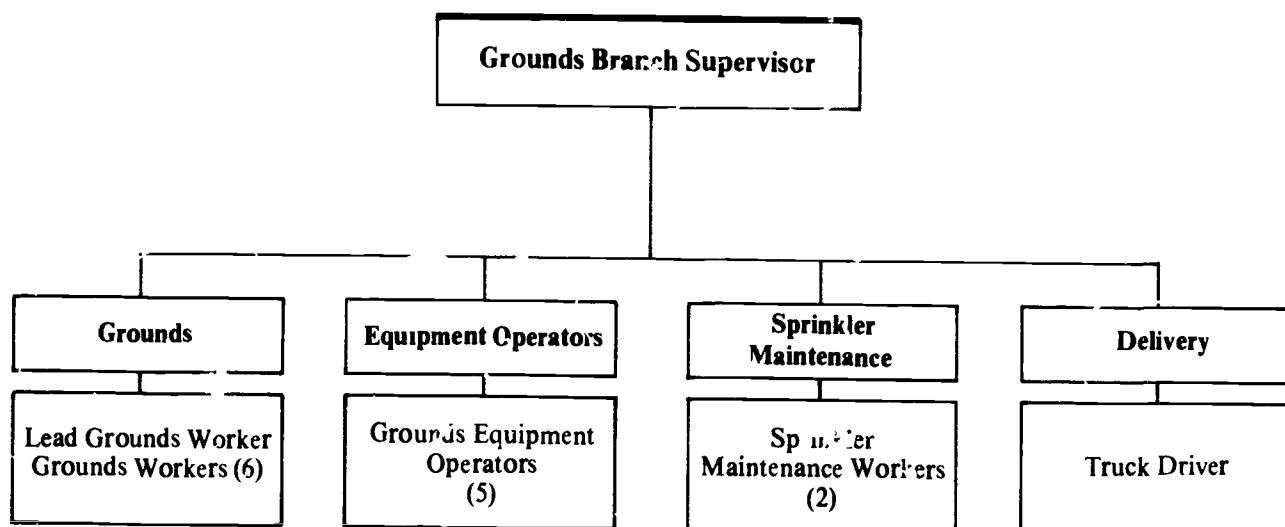 Grounds Branch Supervisor
Grounds
Equipment Operators
Sprinkler
Maintenance
Delivery
Lead Grounds Worker
Grounds Workers (6)
Grounds Equipment
Operators
(5)
Sprinkler
Maintenance Workers
(2)
Truck Driver